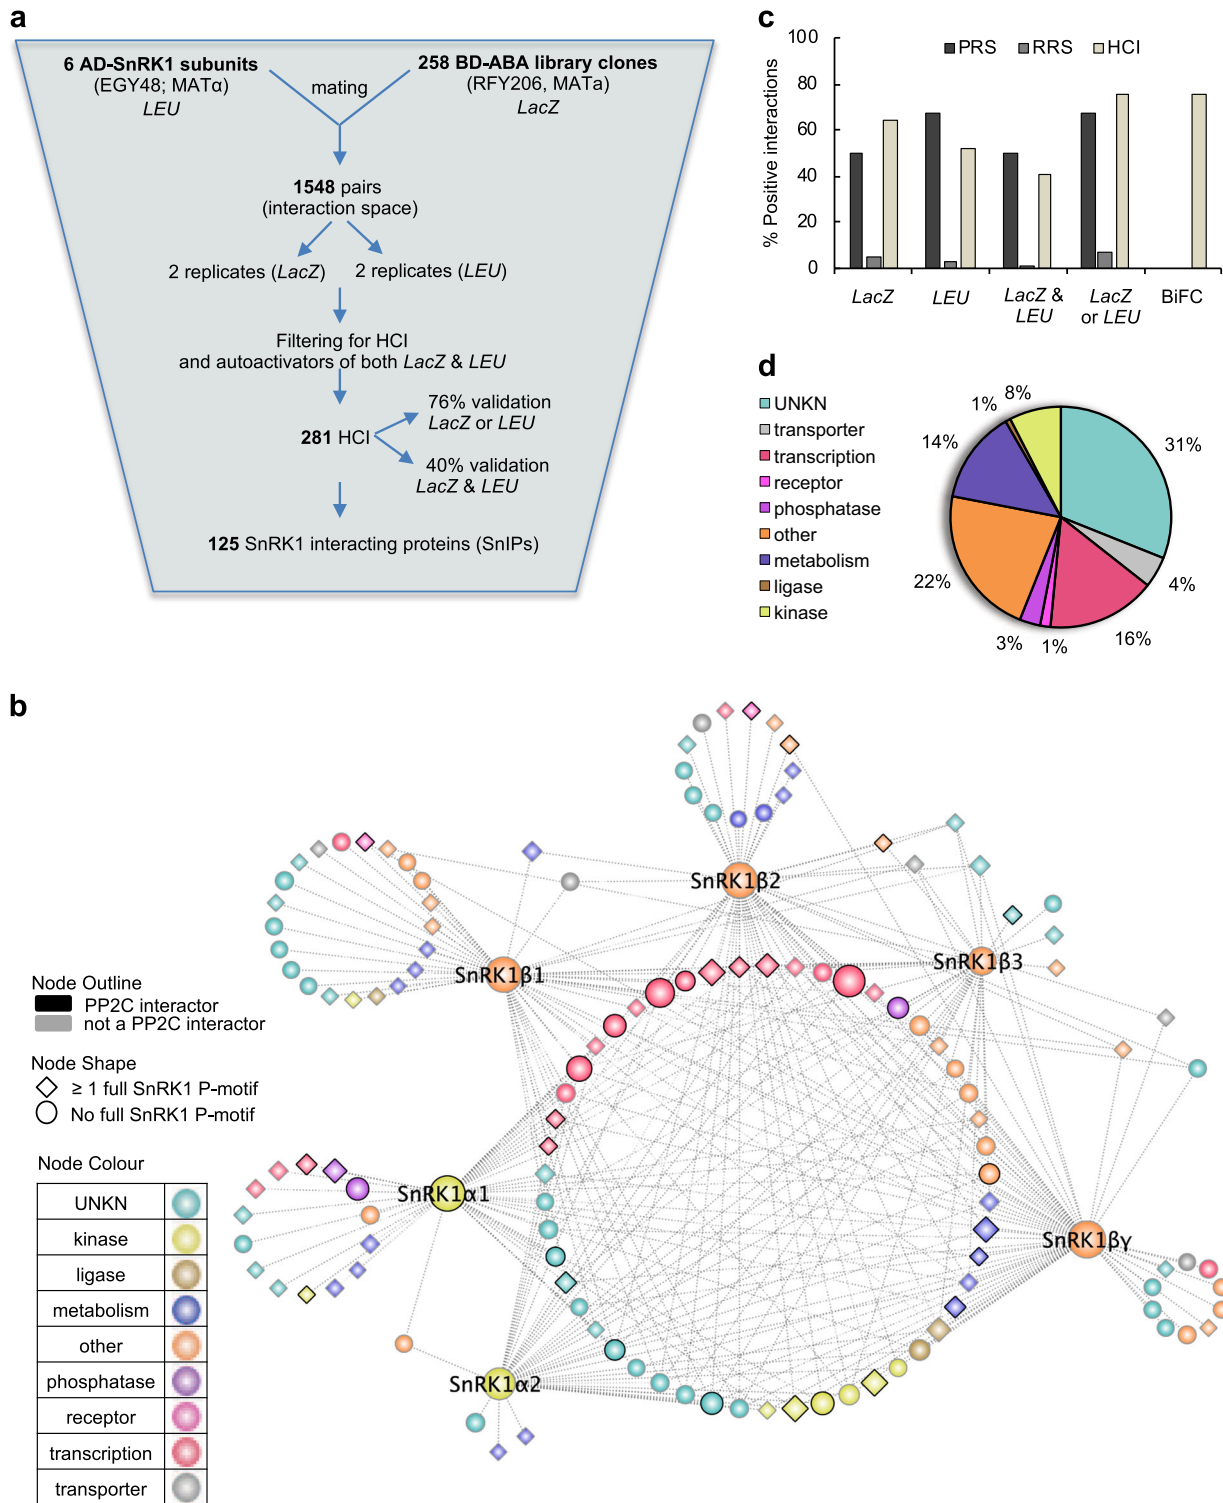 a
6 AD-SnRK1 subunits
(EGY48; MATα)
LEU
mating
258 BD-ABA library clones
(RFY206, MATa)
LacZ
1548 pairs
(interaction space)
2 replicates (LacZ)
2 replicates (LEU)
Filtering for HCI
and autoactivators of both LacZ & LEU
281 HCI
76% validation
LacZ or LEU
40% validation
LacZ & LEU
125 SnRK1 interacting proteins (SnIPs)
c
% Positive interactions
100
80
60
40
20
0
PRS
RRS
HCI
LacZ
LEU
LacZ &
LEU
LacZ
or LEU
BiFC
d
UNKN
transporter
transcription
receptor
phosphatase
other
metabolism
ligase
kinase
1%
8%
31%
14%
22%
4%
3%
1%
16%
b
SnRK1β2
SnRK1β1
SnRK1β3
SnRK1α1
SnRK1βγ
SnRK1α2
Node Outline
PP2C interactor
not a PP2C interactor
Node Shape
≥ 1 full SnRK1 P-motif
No full SnRK1 P-motif
Node Colour
UNKN
kinase
ligase
metabolism
other
phosphatase
receptor
transcription
transporter